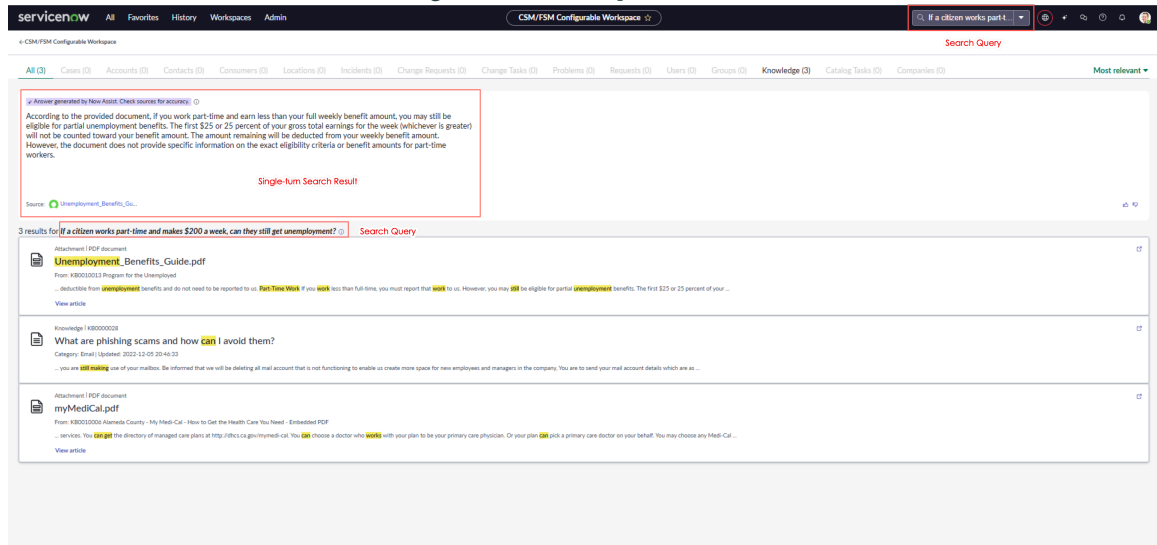 servicenow All Favorites History Workspaces Admin CSM/FSM Configurable Workspace ☆ If a citizen works part-t...
Search Query
CSM/FSM Configurable Workspace
All (3) Cases (0) Accounts (0) Contacts (0) Consumers (0) Locations (0) Incidents (0) Change Requests (0) Change Tasks (0) Problems (0) Requests (0) Users (0) Groups (0) Knowledge (3) Catalog Tasks (0) Companies (0) Most relevant
Answer generated by Now Assist. Check sources for accuracy.
According to the provided document, if you work part-time and earn less than your full weekly benefit amount, you may still be
eligible for partial unemployment benefits. The first $25 or 25 percent of your gross total earnings for the week (whichever is greater)
will not be counted toward your benefit amount. The amount remaining will be deducted from your weekly benefit amount.
However, the document does not provide specific information on the exact eligibility criteria or benefit amounts for part-time
workers.
Single-turn Search Result
Source: Unemployment_Benefits_Gu...
3 results for If a citizen works part-time and makes $200 a week, can they still get unemployment? Search Query
Attachment | PDF document
Unemployment_Benefits_Guide.pdf
From: KB0010013 Program for the Unemployed
... deductible from unemployment benefits and do not need to be reported to us. Part-Time Work If you work less than full-time, you must report that work to us. However, you may still be eligible for partial unemployment benefits. The first $25 or 25 percent of your ...
View article
Knowledge | KB0000028
What are phishing scams and how can I avoid them?
Category: Email | Updated: 2022-12-05 20:46:33
... you are still making use of your mailbox. Be informed that we will be deleting all mail account that is not functioning to enable us create more space for new employees and managers in the company, You are to send your mail account details which are as ...
Attachment | PDF document
myMediCal.pdf
From: KB0010006 Alameda County - My Medi-Cal - How to Get the Health Care You Need - Embedded PDF
... services. You can get the directory of managed care plans at http://dhcs.ca.gov/mymedi-cal. You can choose a doctor who works with your plan to be your primary care physician. Or your plan can pick a primary care doctor on your behalf. You may choose any Medi-Cal ...
View article